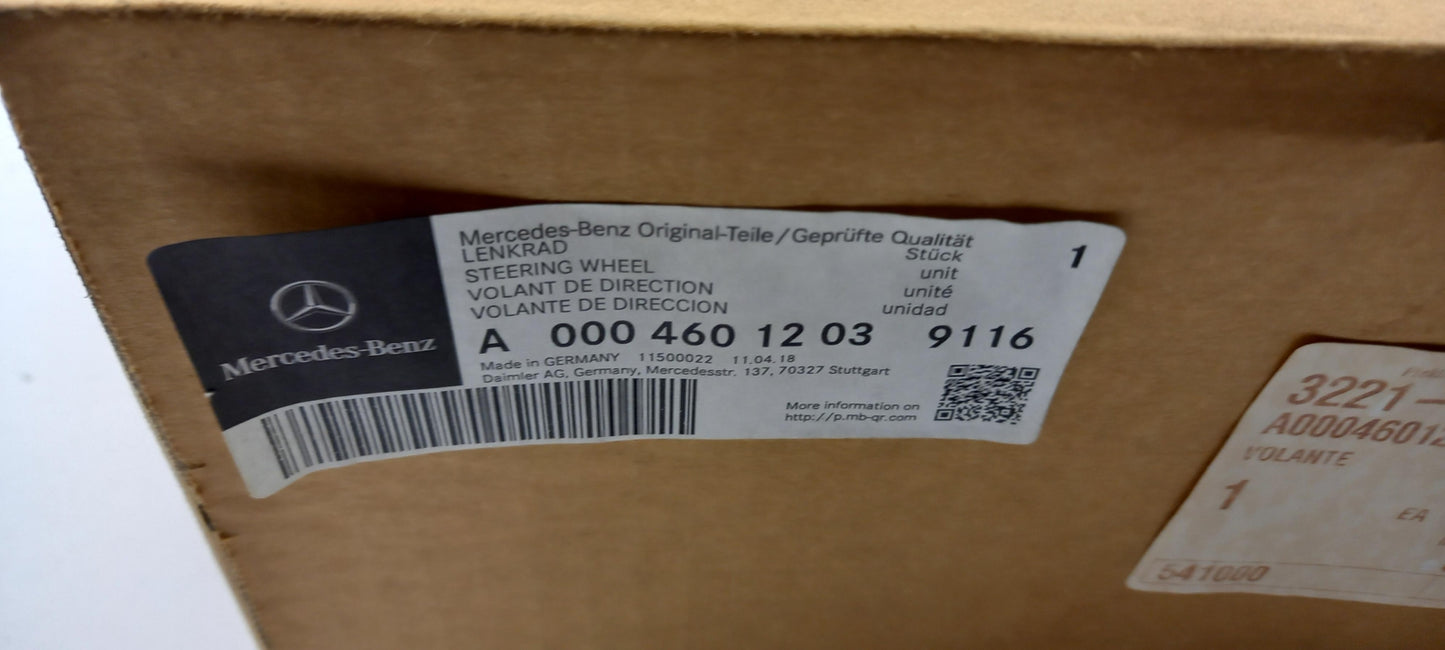 Mercedes-Benz
Mercedes-Benz Original-Teile/Geprüfte Qualität
LENKRAD Stück 1
STEERING WHEEL unit
VOLANT DE DIRECTION unité
VOLANTE DE DIRECCION unidad
A 000 460 12 03 9116
Made in GERMANY 11500022 11.04.18
Daimler AG, Germany, Mercedesstr. 137, 70327 Stuttgart
More information on
http://p.mb-qr.com
3221-
A00046012
VOLANTE
1
EA
541000